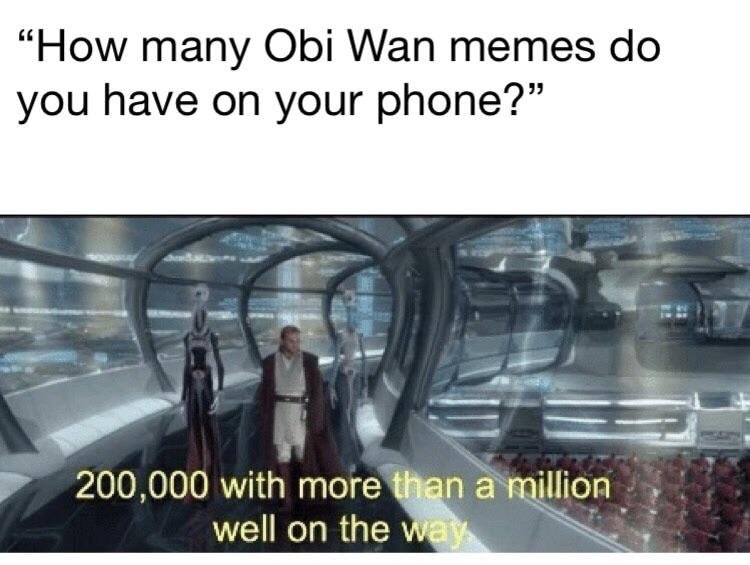 “How many Obi Wan memes do
you have on your phone?”
200,000 with more than a million
well on the way.